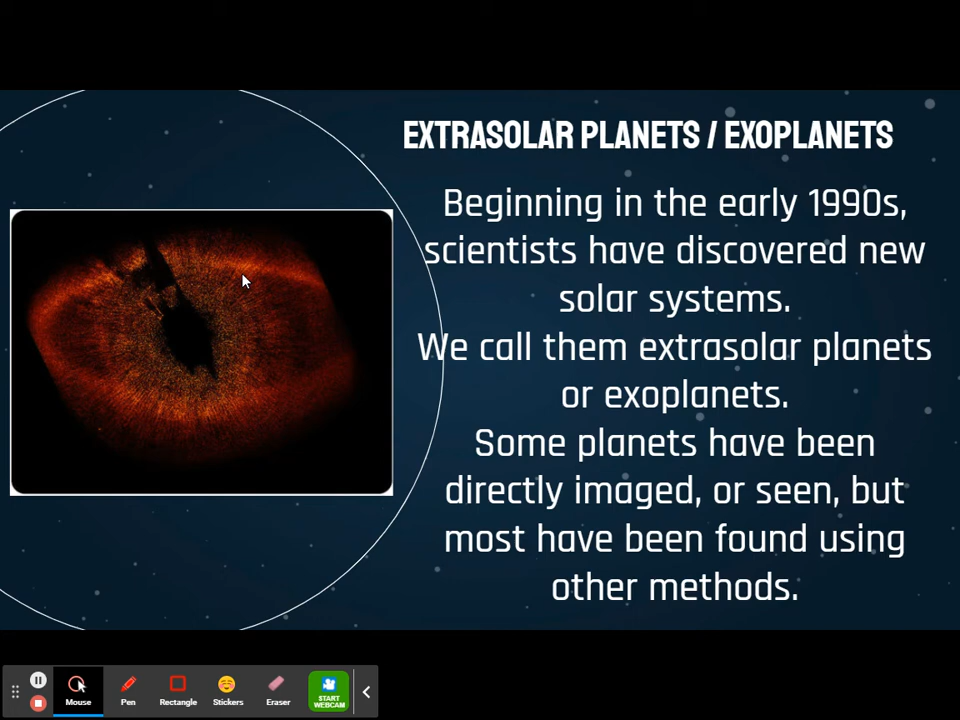 EXTRASOLAR PLANETS / EXOPLANETS
Beginning in the early 1990s,
scientists have discovered new
solar systems.
We call them extrasolar planets
or exoplanets.
Some planets have been
directly imaged, or seen, but
most have been found using
other methods.
Mouse
Pen
Rectangle
Stickers
Eraser
START
WEBCAM